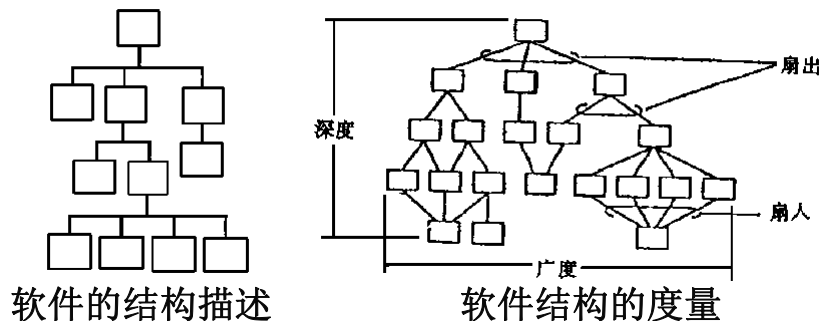 扇出
深度
扇人
广度
软件的结构描述
软件结构的度量